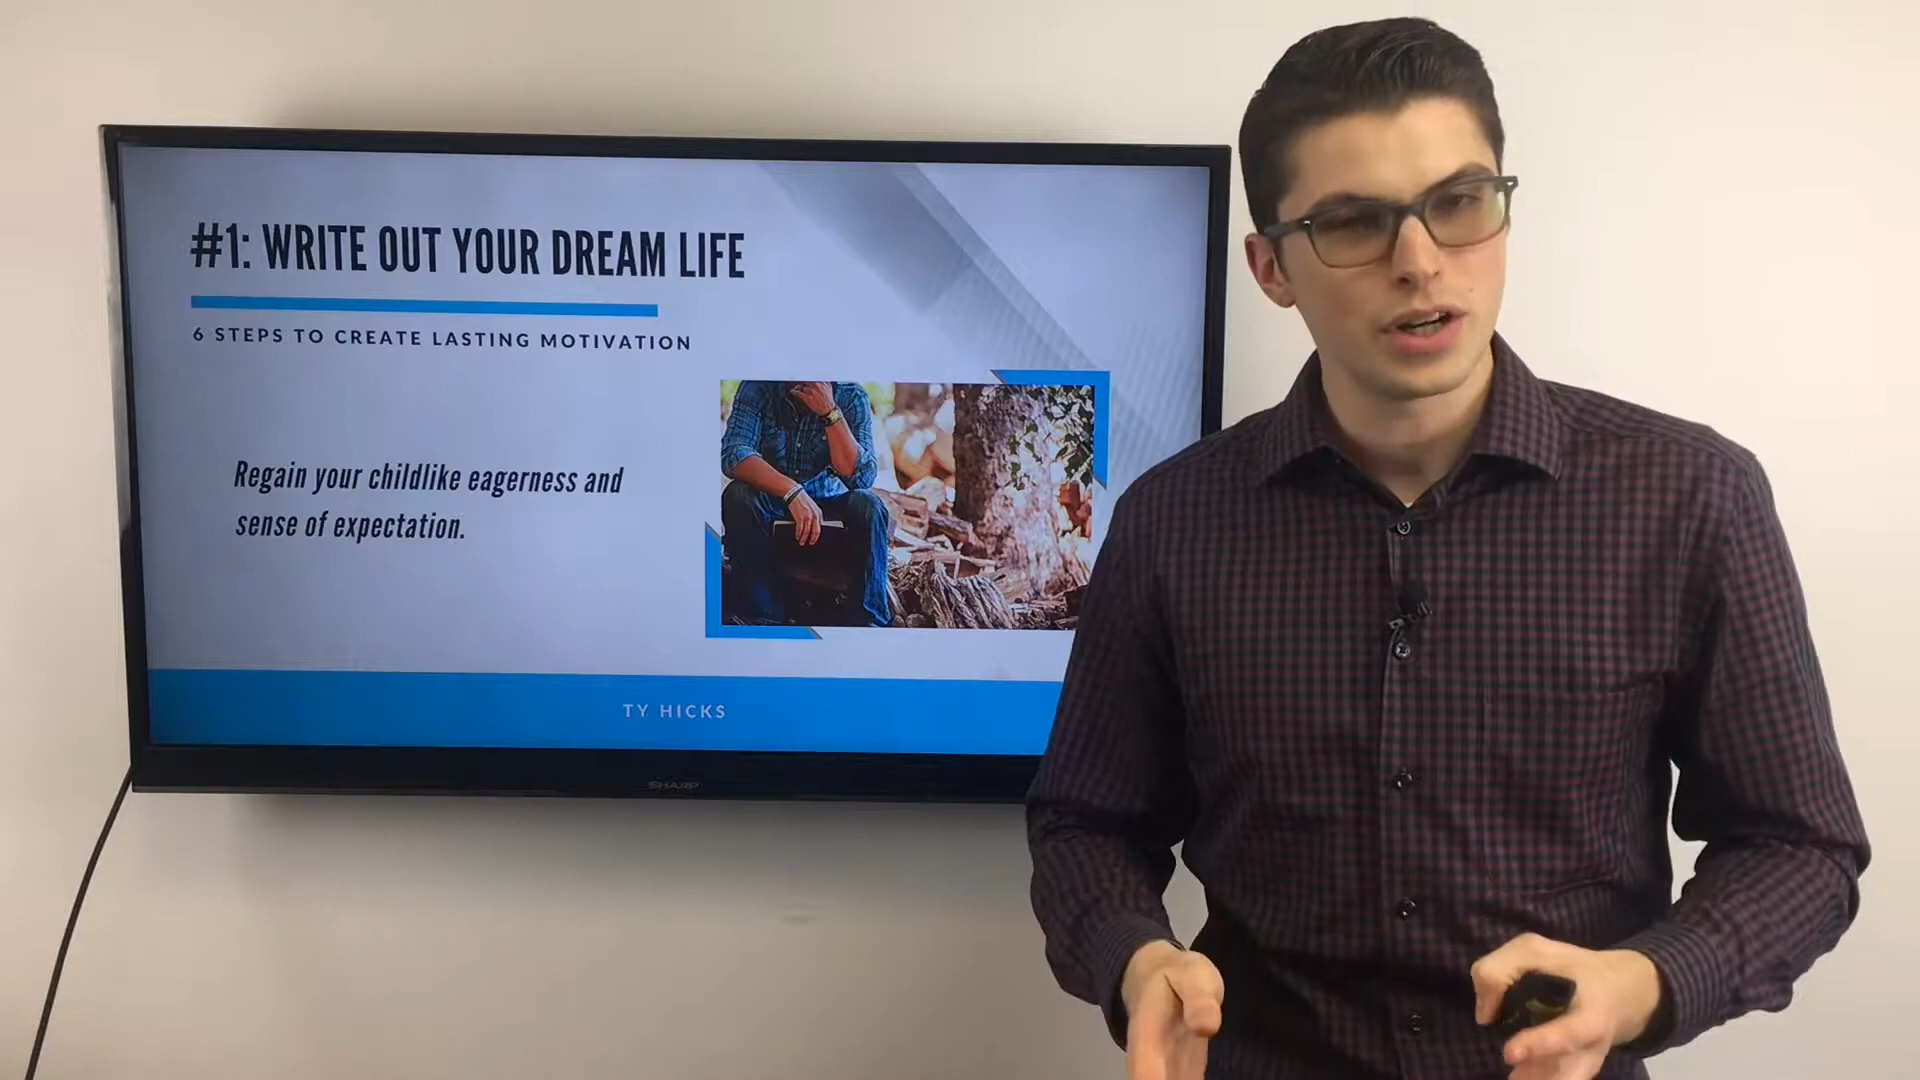 #1: WRITE OUT YOUR DREAM LIFE
6 STEPS TO CREATE LASTING MOTIVATION
Regain your childlike eagerness and
sense of expectation.
TY HICKS
SHARP